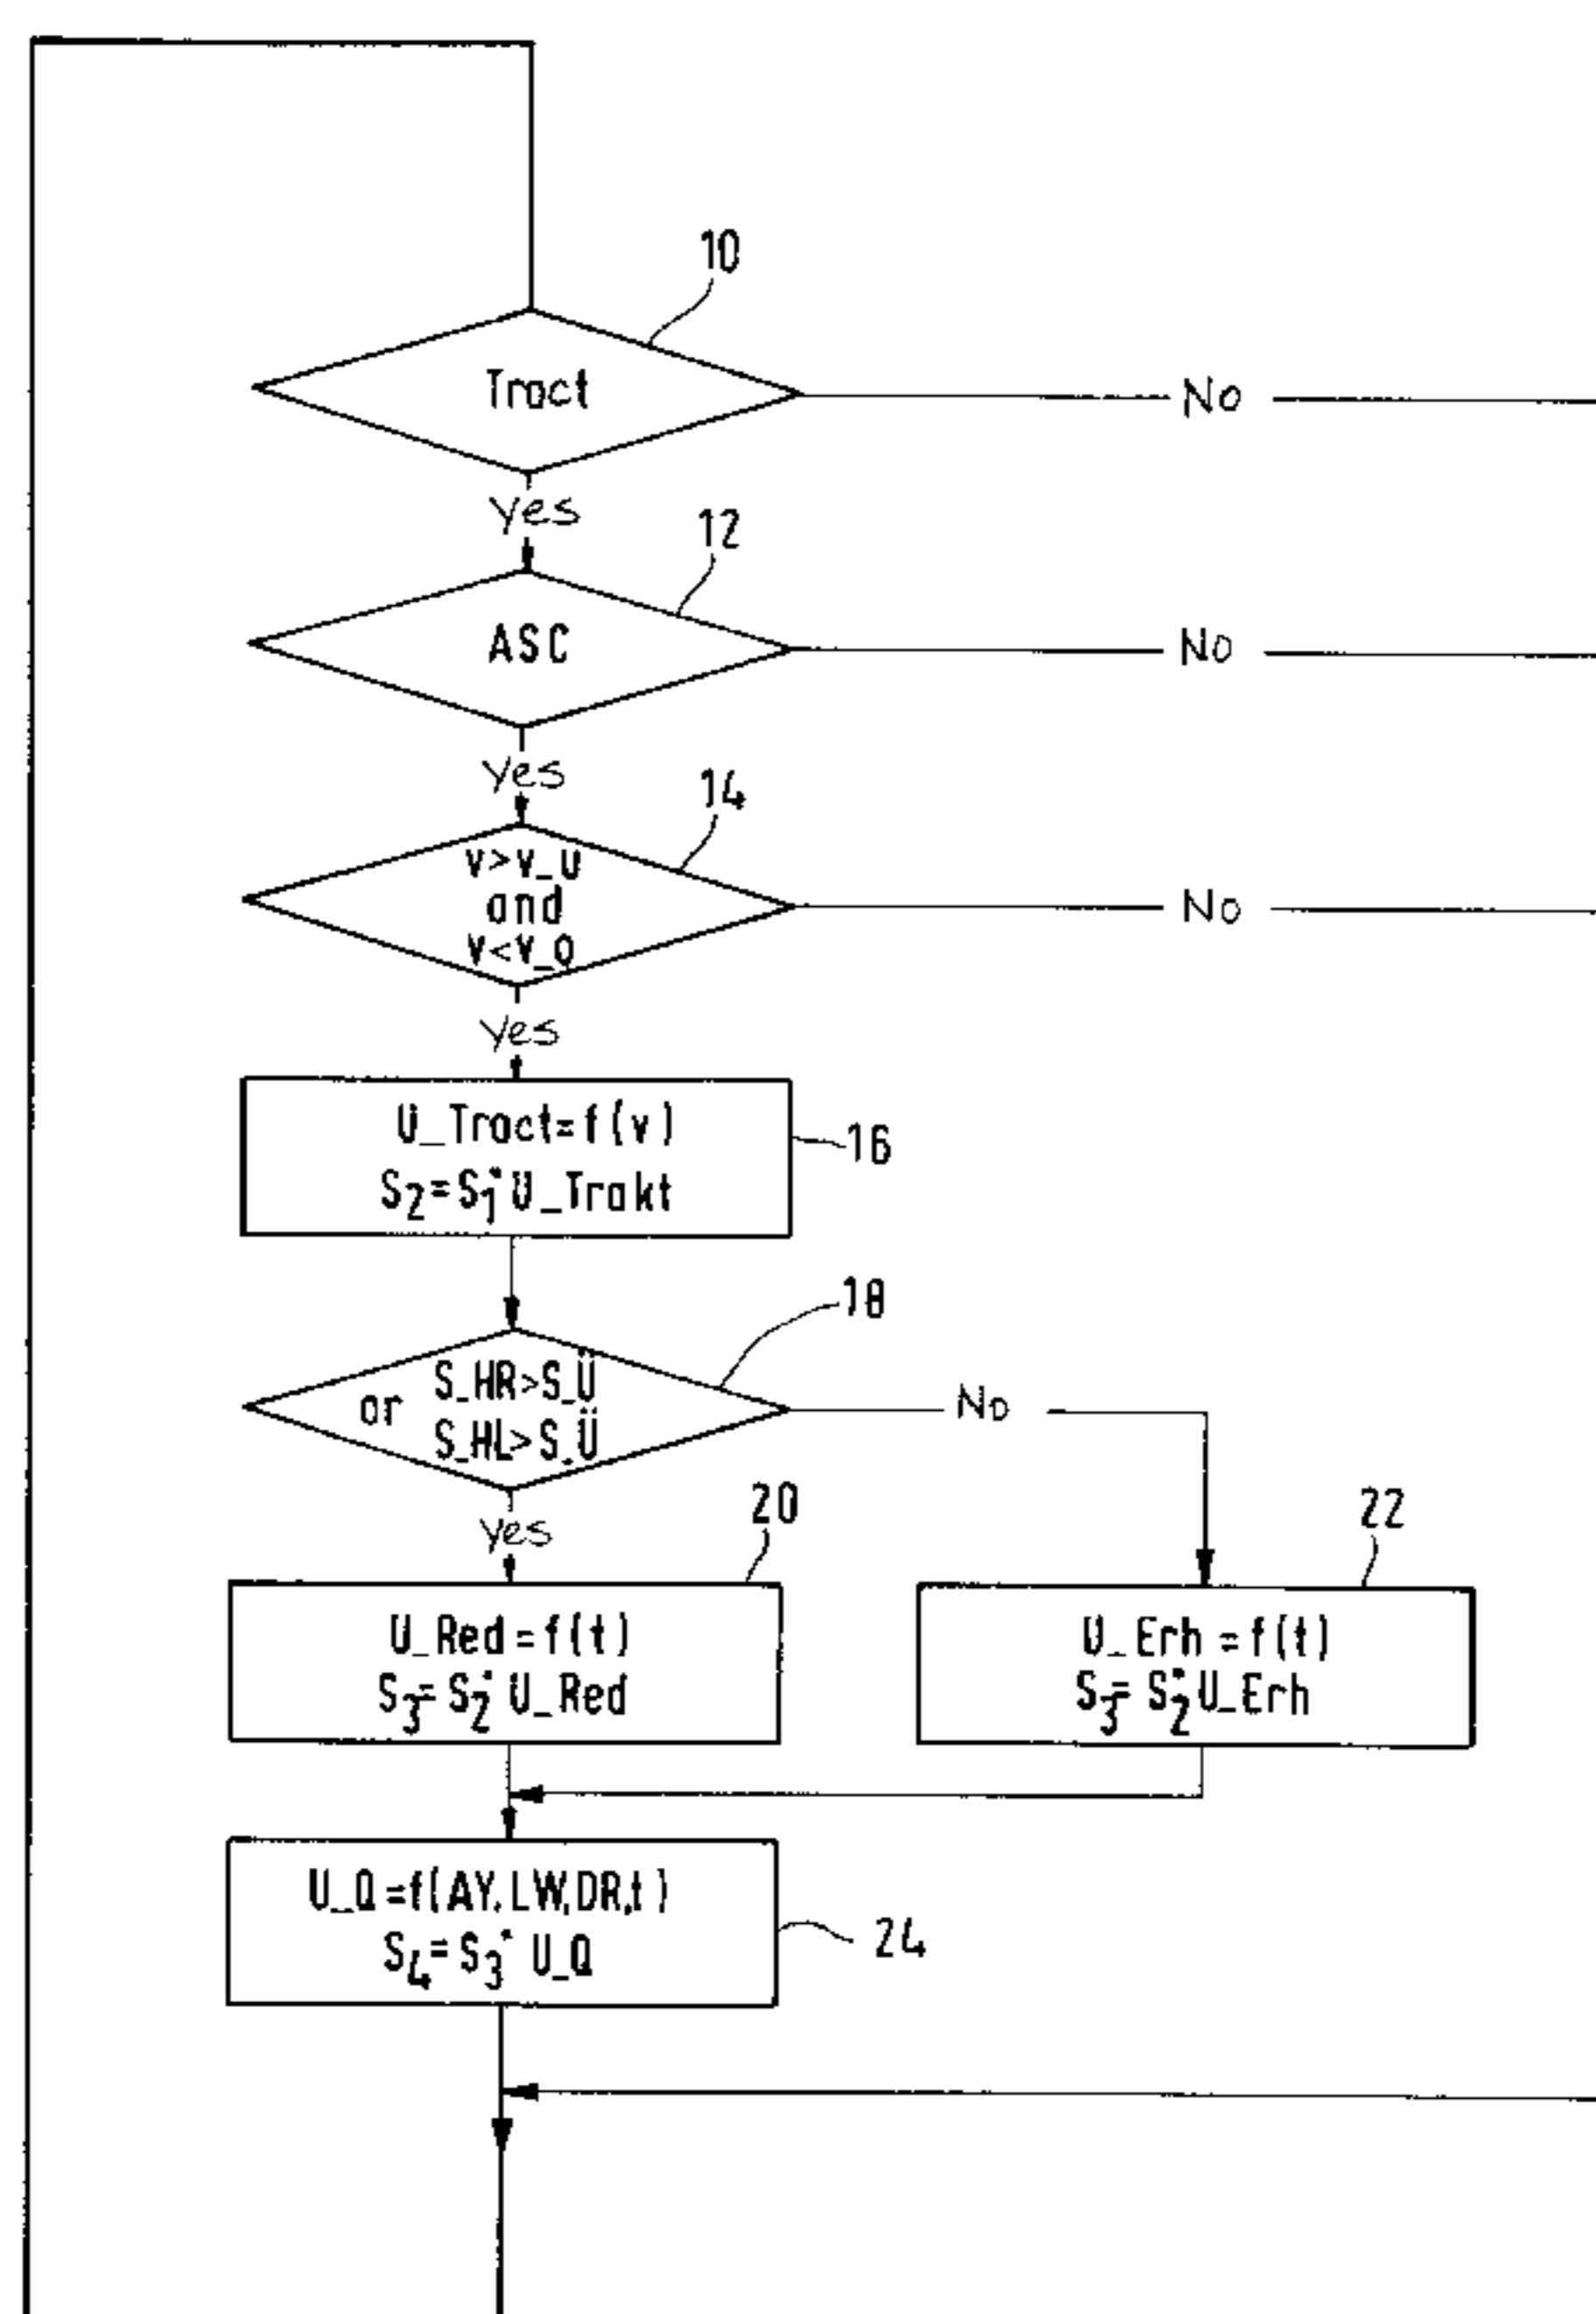 10
Tract
No
Yes
12
ASC
No
Yes
14
v>v_u
and
v<v_o
No
Yes
U_Tract=f(v)
S2=S1*U_Trakt
16
18
S_HR>S_Ü
or
S_HL>S_Ü
No
Yes
20
22
U_Red=f(t)
S3=S2*U_Red
U_Erh=f(t)
S3=S2*U_Erh
U_Q=f(AY,LW,DR,t)
S4=S3*U_Q
24